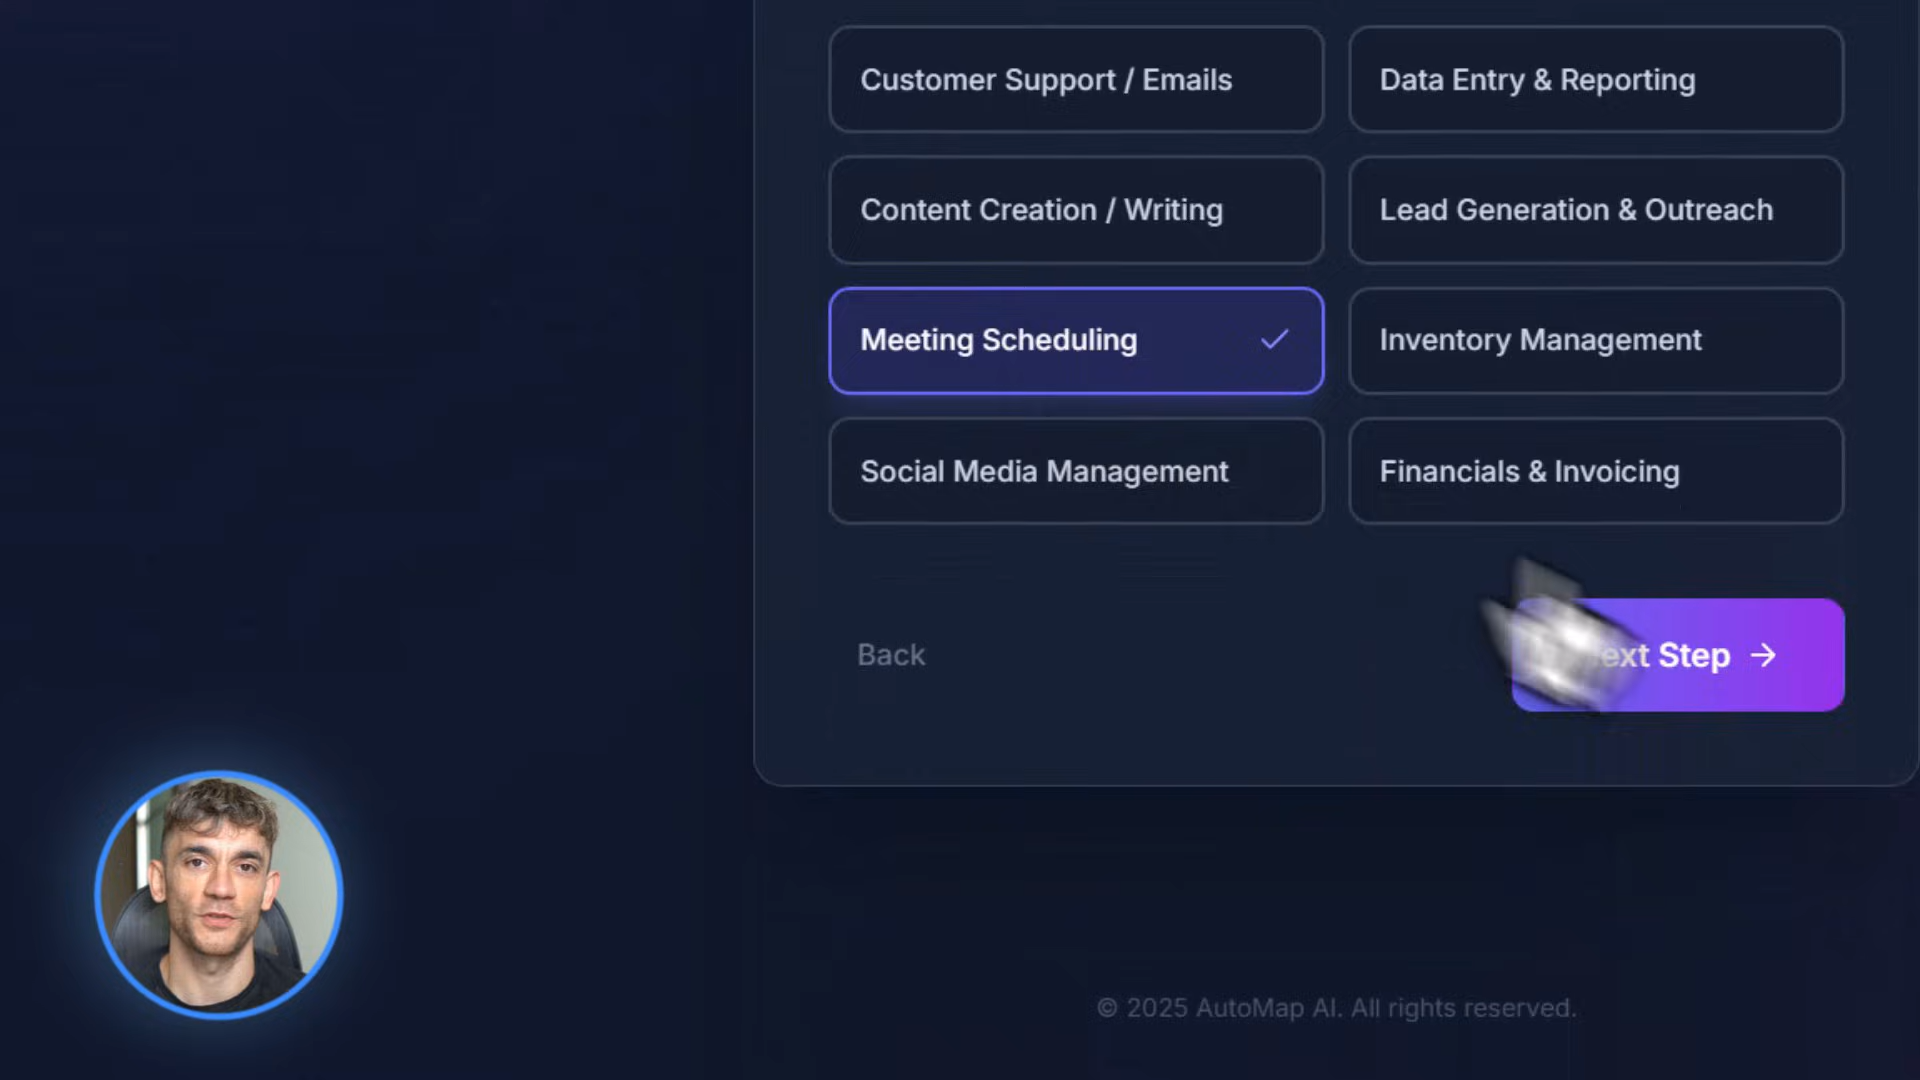 Customer Support / Emails
Data Entry & Reporting
Content Creation / Writing
Lead Generation & Outreach
Meeting Scheduling
Inventory Management
Social Media Management
Financials & Invoicing
Back
Step →
© 2025 AutoMap AI. All rights reserved.